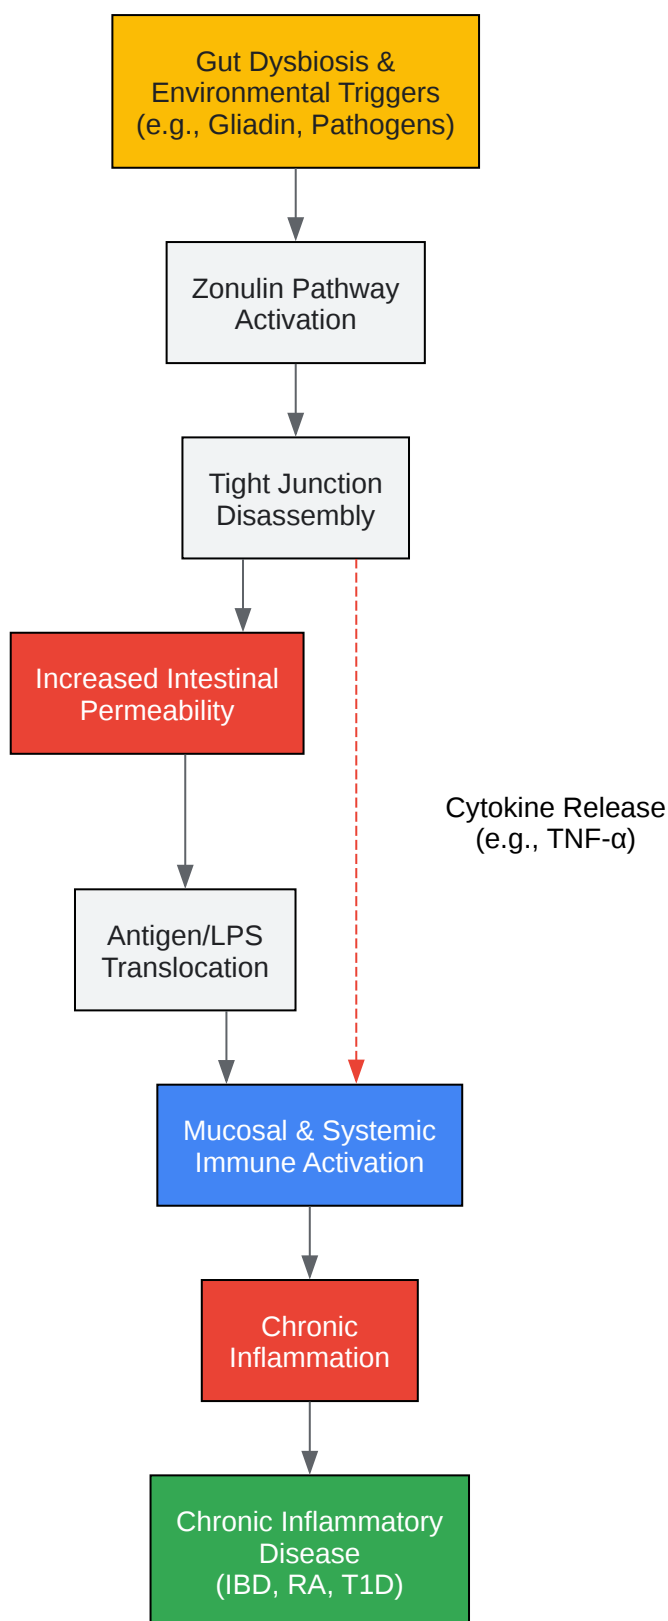 Gut Dysbiosis &
Environmental Triggers
(e.g., Gliadin, Pathogens)
Zonulin Pathway
Activation
Tight Junction
Disassembly
Increased Intestinal
Permeability
Cytokine Release
(e.g., TNF-α)
Antigen/LPS
Translocation
Mucosal & Systemic
Immune Activation
Chronic
Inflammation
Chronic Inflammatory
Disease
(IBD, RA, T1D)